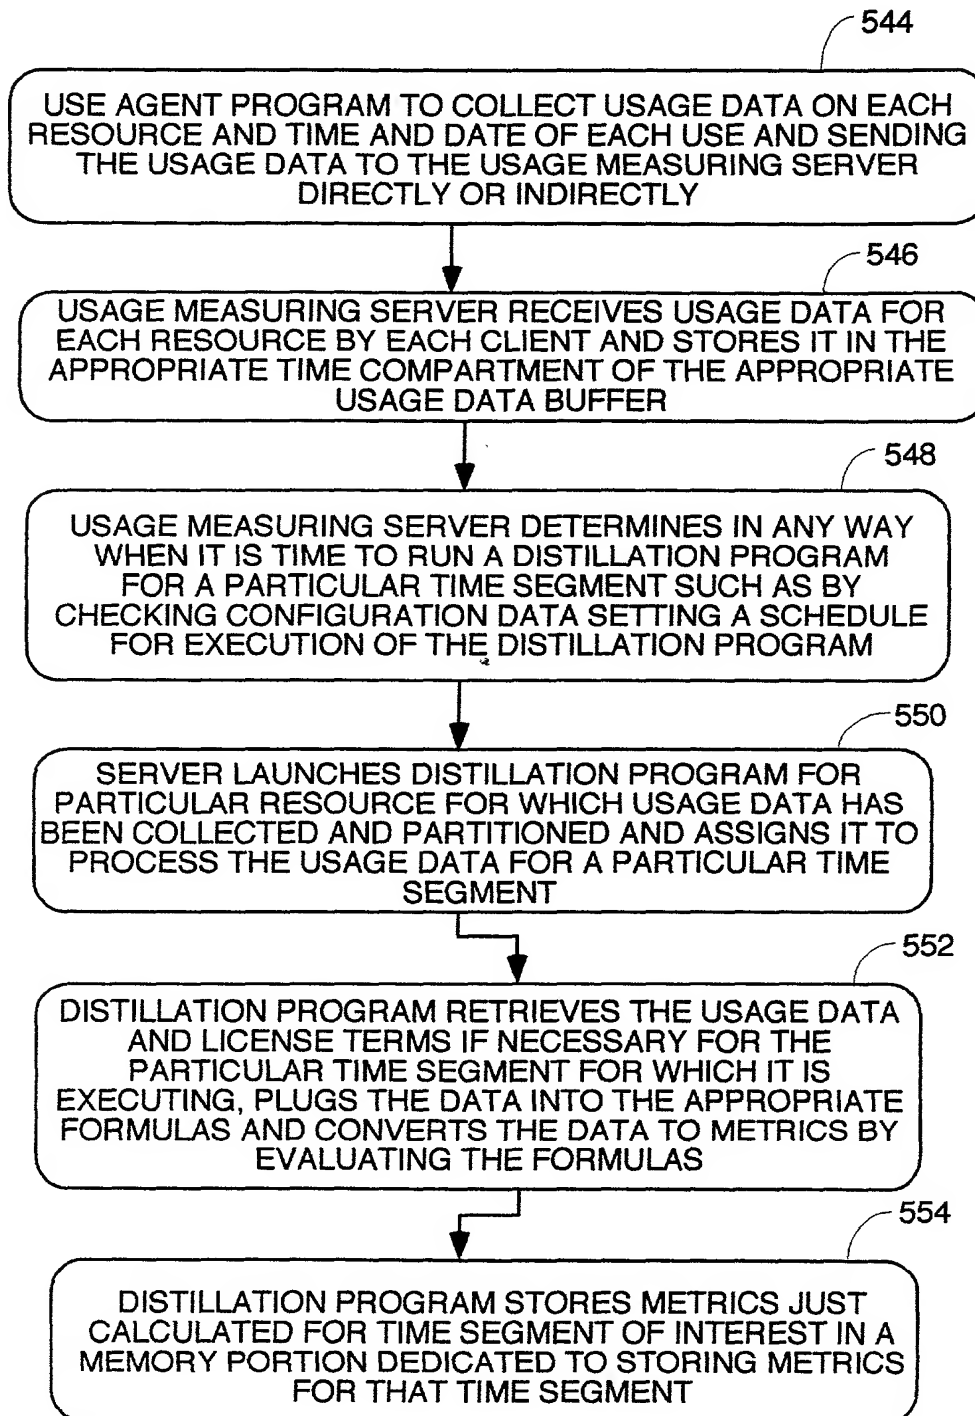 544
USE AGENT PROGRAM TO COLLECT USAGE DATA ON EACH
RESOURCE AND TIME AND DATE OF EACH USE AND SENDING
THE USAGE DATA TO THE USAGE MEASURING SERVER
DIRECTLY OR INDIRECTLY
546
USAGE MEASURING SERVER RECEIVES USAGE DATA FOR
EACH RESOURCE BY EACH CLIENT AND STORES IT IN THE
APPROPRIATE TIME COMPARTMENT OF THE APPROPRIATE
USAGE DATA BUFFER
548
USAGE MEASURING SERVER DETERMINES IN ANY WAY
WHEN IT IS TIME TO RUN A DISTILLATION PROGRAM
FOR A PARTICULAR TIME SEGMENT SUCH AS BY
CHECKING CONFIGURATION DATA SETTING A SCHEDULE
FOR EXECUTION OF THE DISTILLATION PROGRAM
550
SERVER LAUNCHES DISTILLATION PROGRAM FOR
PARTICULAR RESOURCE FOR WHICH USAGE DATA HAS
BEEN COLLECTED AND PARTITIONED AND ASSIGNS IT TO
PROCESS THE USAGE DATA FOR A PARTICULAR TIME
SEGMENT
552
DISTILLATION PROGRAM RETRIEVES THE USAGE DATA
AND LICENSE TERMS IF NECESSARY FOR THE
PARTICULAR TIME SEGMENT FOR WHICH IT IS
EXECUTING, PLUGS THE DATA INTO THE APPROPRIATE
FORMULAS AND CONVERTS THE DATA TO METRICS BY
EVALUATING THE FORMULAS
554
DISTILLATION PROGRAM STORES METRICS JUST
CALCULATED FOR TIME SEGMENT OF INTEREST IN A
MEMORY PORTION DEDICATED TO STORING METRICS
FOR THAT TIME SEGMENT